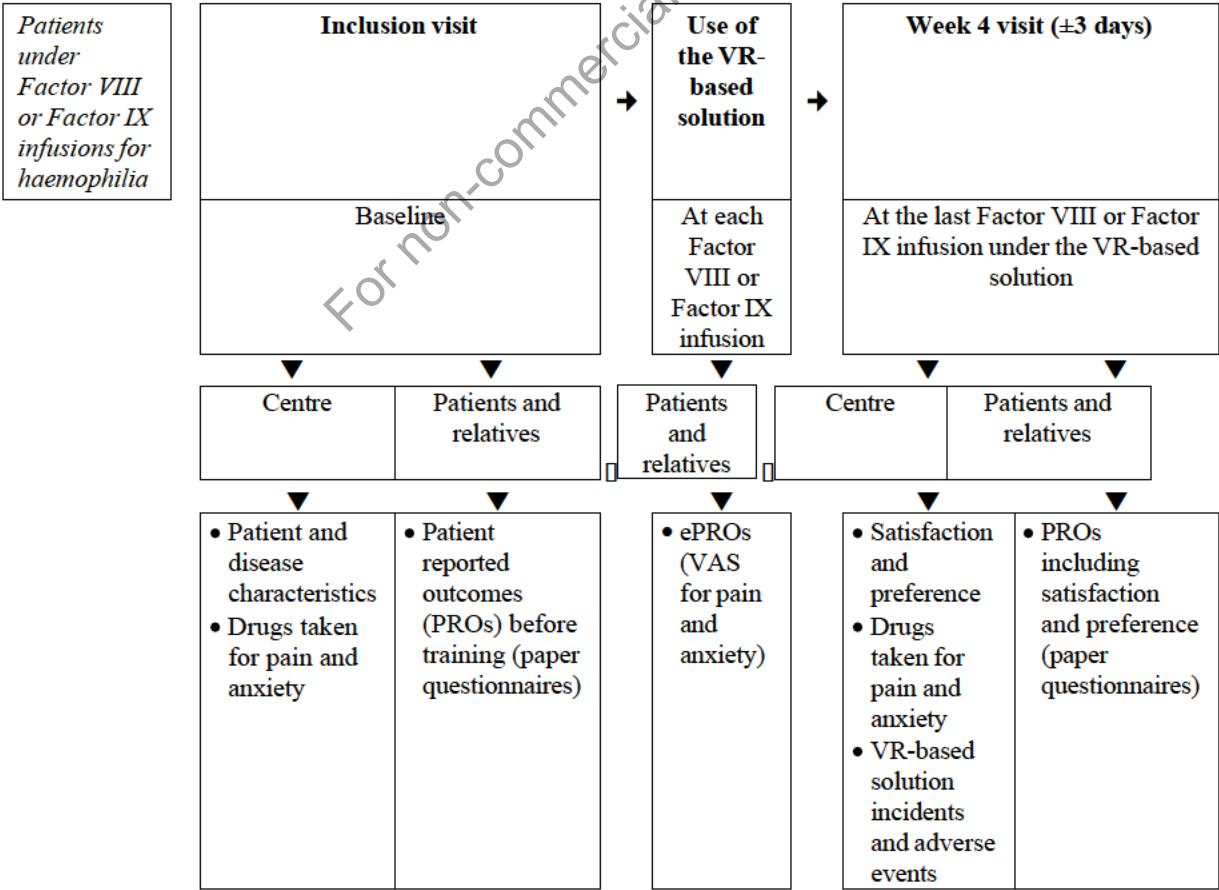 Patients
under
Factor VIII
or Factor IX
infusions for
haemophilia
Inclusion visit
Use of
the VR-
based
solution
Week 4 visit (±3 days)
Baseline
At each
Factor
VIII or
Factor IX
infusion
At the last Factor VIII or Factor
IX infusion under the VR-based
solution
Centre
Patients and
relatives
Patients
and
relatives
Centre
Patients and
relatives
• Patient and
disease
characteristics
• Drugs taken
for pain and
anxiety
• Patient
reported
outcomes
(PROs) before
training (paper
questionnaires)
• ePROs
(VAS
for pain
and
anxiety)
• Satisfaction
and
preference
• Drugs
taken for
pain and
anxiety
• VR-based
solution
incidents
and adverse
events
• PROs
including
satisfaction
and preference
(paper
questionnaires)
For non-commercial